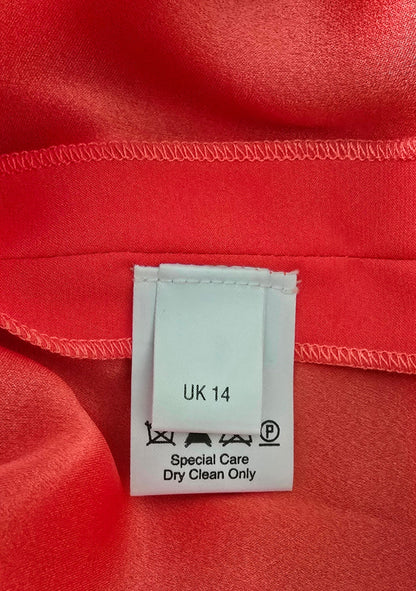 UK 14
P
Special Care
Dry Clean Only